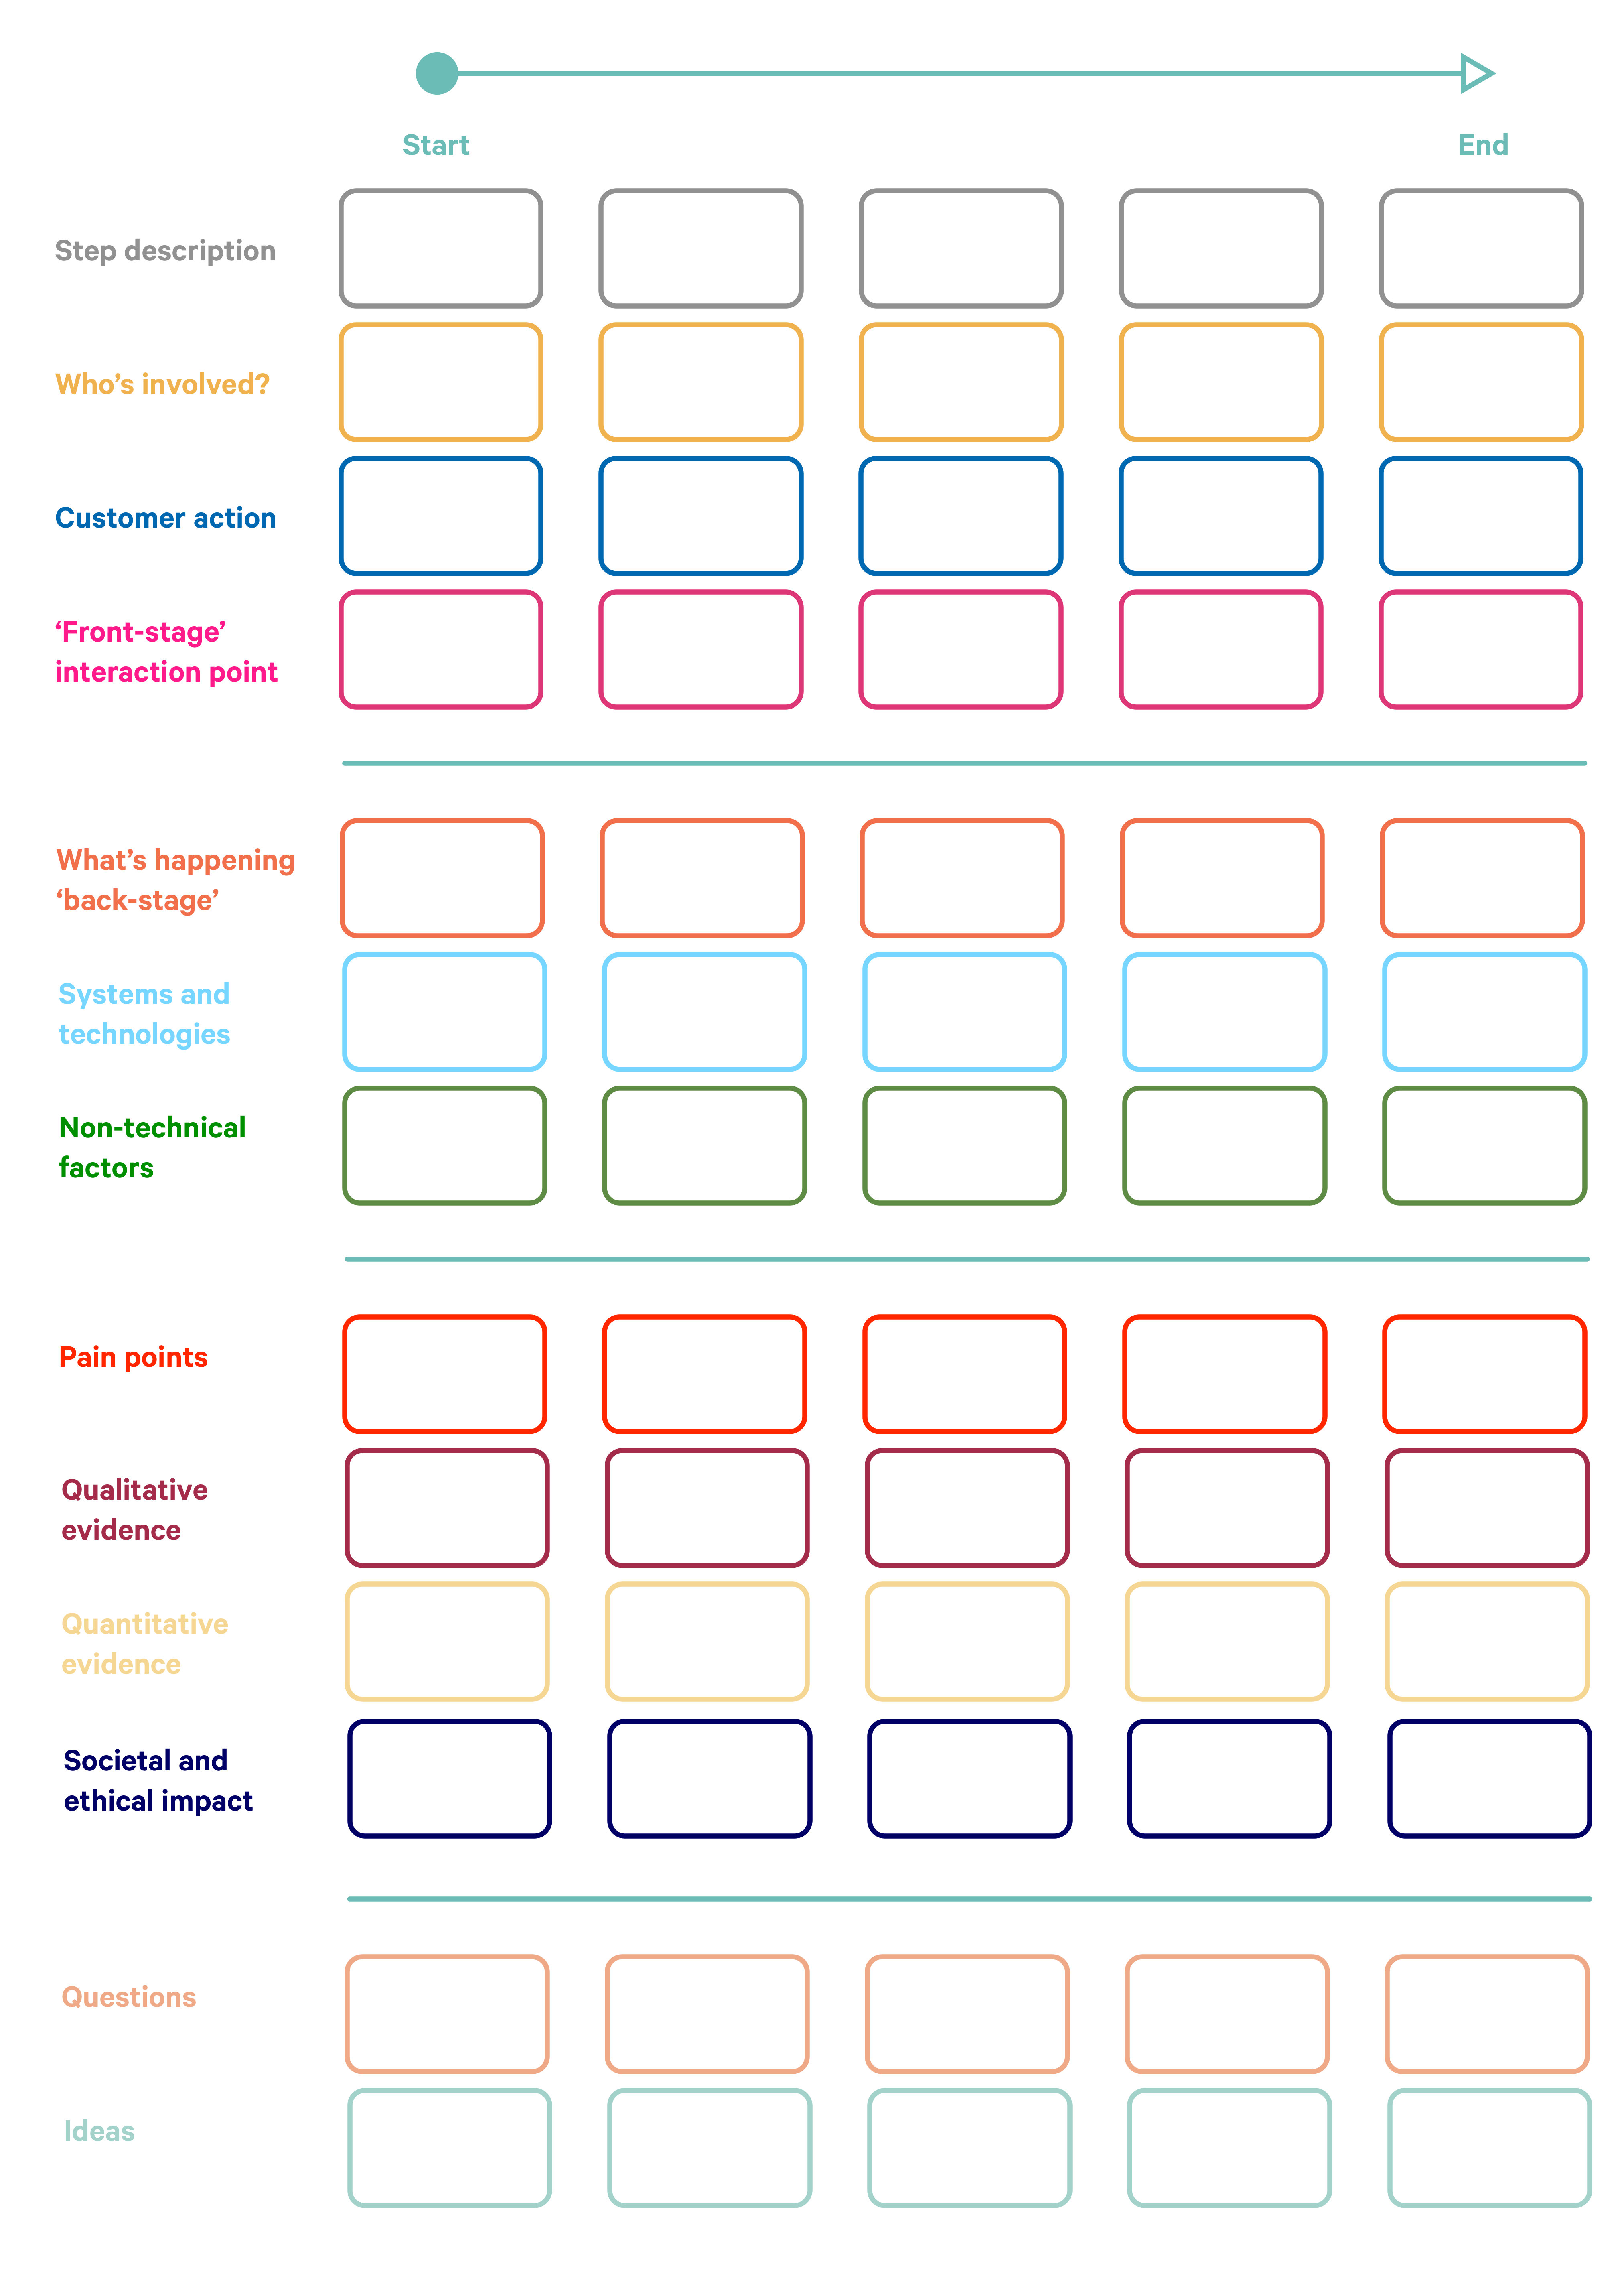 Start
End
Step description
Who’s involved?
Customer action
‘Front-stage’
interaction point
What’s happening
‘back-stage’
Systems and
technologies
Non-technical
factors
Pain points
Qualitative
evidence
Quantitative
evidence
Societal and
ethical impact
Questions
Ideas